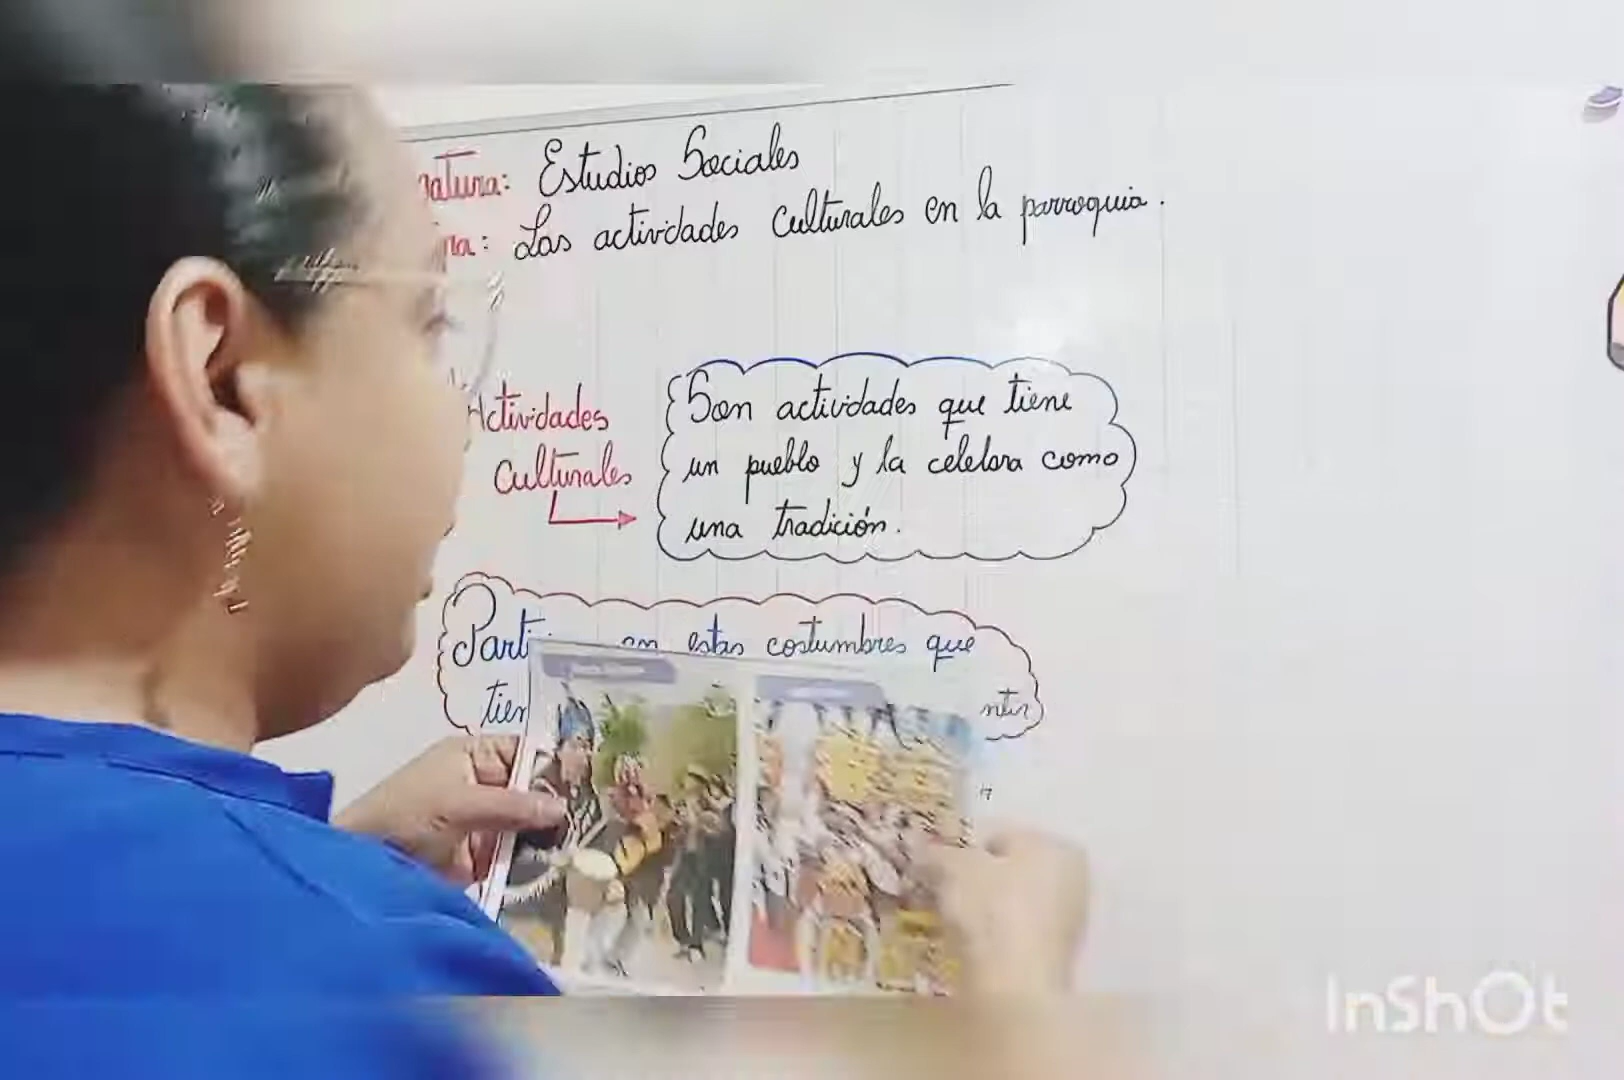 natura: Estudios Sociales
ma: Las actividades Culturales en la parroquia.
Actividades
Culturales
Son actividades que tiene
un pueblo y la celebra como
una tradición.
en estas costumbres que
InShOt